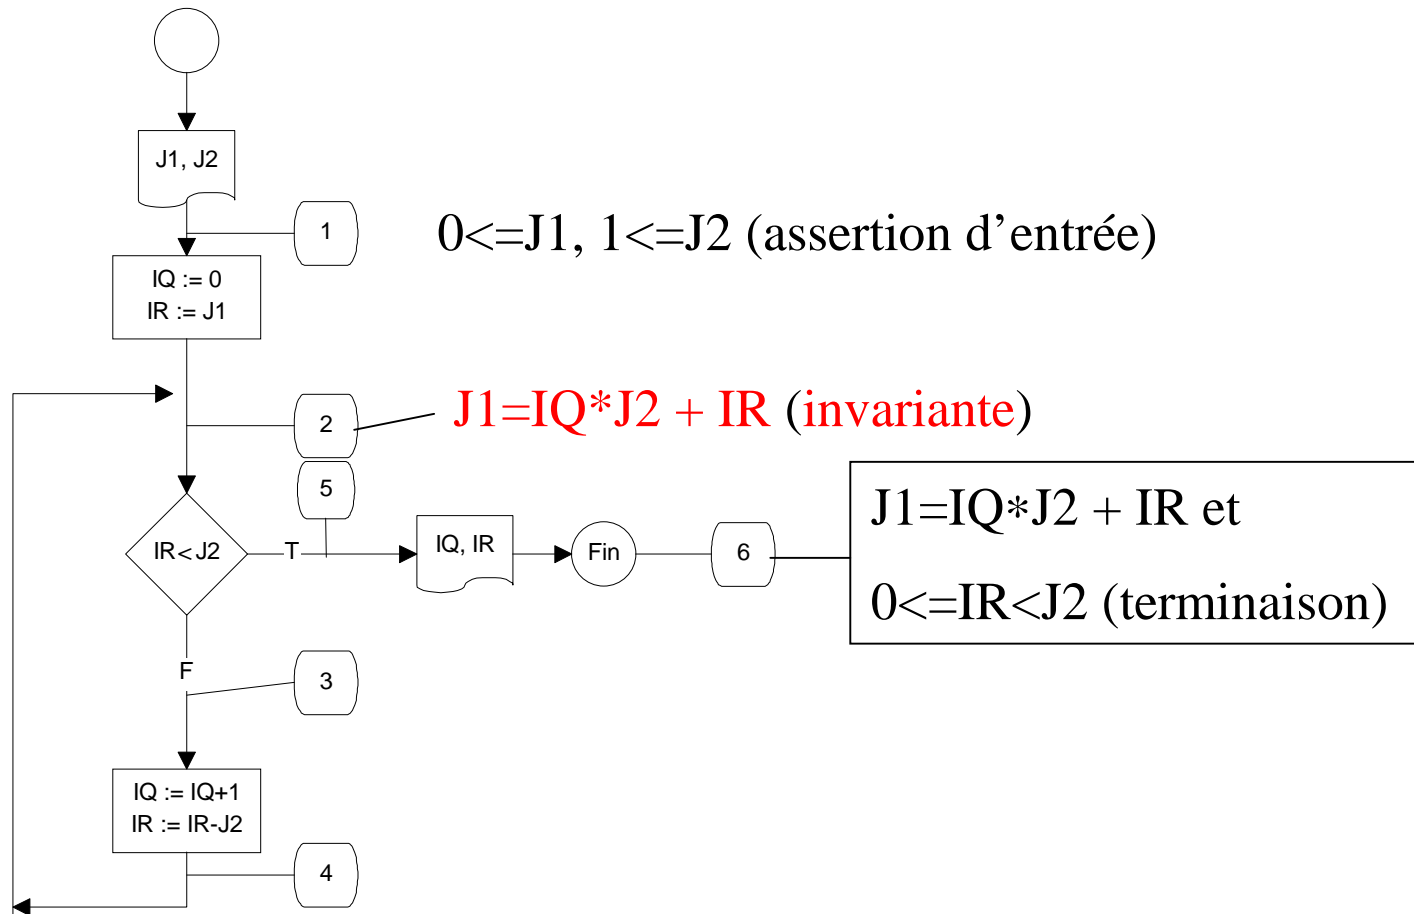 J1, J2
1
0<=J1, 1<=J2 (assertion d’entrée)
IQ := 0
IR := J1
2
J1=IQ*J2 + IR (invariante)
5
IR<J2
T
IQ, IR
Fin
6
J1=IQ*J2 + IR et
0<=IR<J2 (terminaison)
F
3
IQ := IQ+1
IR := IR-J2
4